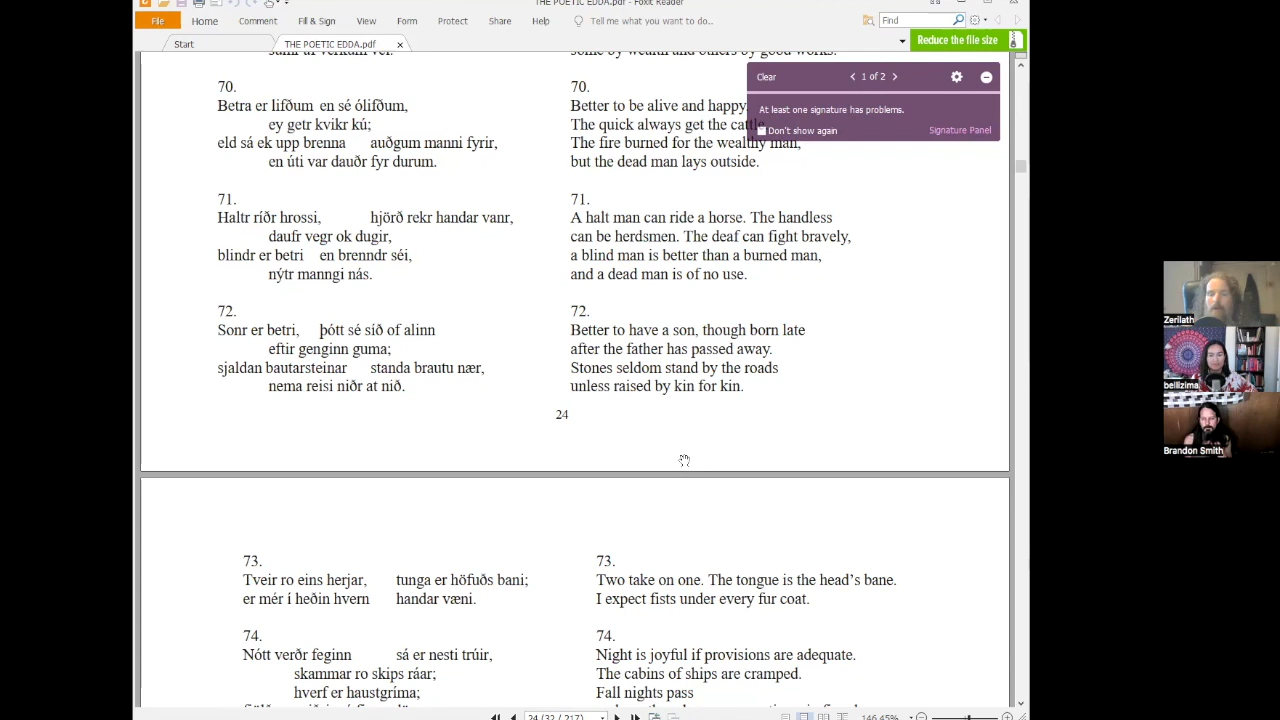 THE POETIC EDDA.pdf - Foxit Reader
File Home Comment Fill & Sign View Form Protect Share Help Tell me what you want to do... Find
Start THE POETIC EDDA.pdf × Reduce the file size
some by wealth and others by good works.
Clear 1 of 2
At least one signature has problems.
Don't show again Signature Panel
70.
Betra er lifðum en sé ólifðum,
ey getr kvikr kú;
eld sá ek upp brenna auðgum manni fyrir,
en úti var dauðr fyr durum.
70.
Better to be alive and happy
The quick always get the cattle
The fire burned for the wealthy man,
but the dead man lays outside.
71.
Haltr ríðr hrossi, hjörð rekr handar vanr,
daufr vegr ok dugir,
blindr er betri en brenndr séi,
nýtr manngi nás.
71.
A halt man can ride a horse. The handless
can be herdsmen. The deaf can fight bravely,
a blind man is better than a burned man,
and a dead man is of no use.
72.
Sonr er betri, þótt sé síð of alinn
eftir genginn guma;
sjaldan bautarsteinar standa brautu nær,
nema reisi niðr at nið.
72.
Better to have a son, though born late
after the father has passed away.
Stones seldom stand by the roads
unless raised by kin for kin.
24
73.
Tveir ro eins herjar, tunga er höfuðs bani;
er mér í heðin hvern handar væni.
73.
Two take on one. The tongue is the head's bane.
I expect fists under every fur coat.
74.
Nótt verðr feginn sá er nesti trúir,
skammar ro skips ráar;
hverf er haustgríma;
74.
Night is joyful if provisions are adequate.
The cabins of ships are cramped.
Fall nights pass
24 (32 / 217) 146.45%
Zerilath
bellizima
Brandon Smith